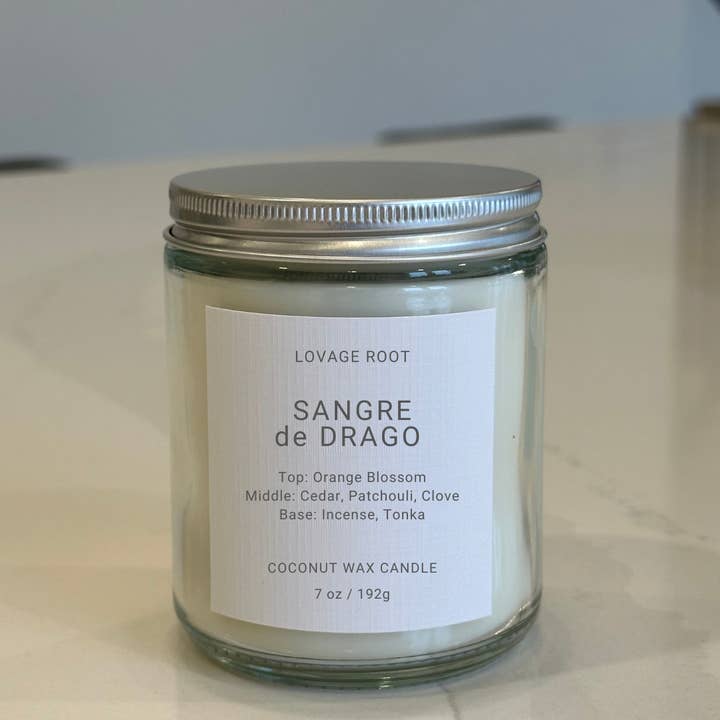 LOVAGE ROOT
SANGRE
de DRAGO
Top: Orange Blossom
Middle: Cedar, Patchouli, Clove
Base: Incense, Tonka
COCONUT WAX CANDLE
7 oz / 192g